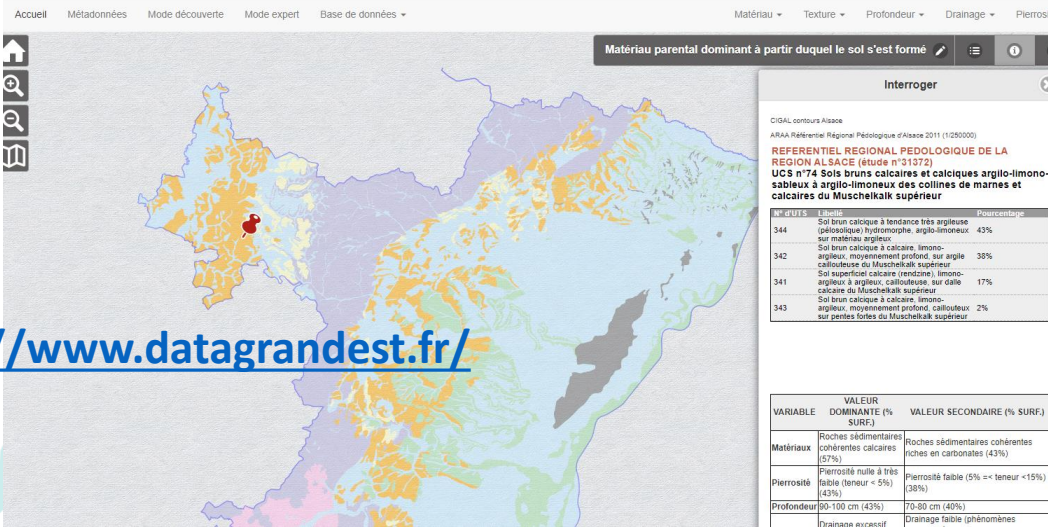 Accueil Métadonnées Mode découverte Mode expert Base de données
Matériau Texture Profondeur Drainage
Matériau parental dominant à partir duquel le sol s'est formé
Interroger
CIGAL contours Alsace
ARAA Référentiel Régional Pédologique d'Alsace 2011 (1/250000)
REFERENTIEL REGIONAL PEDOLOGIQUE DE LA
REGION ALSACE (étude n°31372)
UCS n°74 Sols bruns calcaires et calciques argilo-limono-
sableux à argilo-limoneux des collines de marnes et
calcaires du Muschelkalk supérieur
N° d'UTS Libellé Pourcentage
Sol brun calcique à tendance très argileuse
344 (pélosolique) hydromorphe, argilo-limoneux 43%
sur matériau argileux
Sol brun calcique à calcaire, limono-
342 argileux, moyennement profond, sur argile 38%
caillouteuse du Muschelkalk supérieur
Sol superficiel calcaire (rendzine), limono-
341 argileux à argileux, caillouteuse, sur dalle 17%
calcaire du Muschelkalk supérieur
Sol brun calcique à calcaire, limono-
343 argileux, moyennement profond, caillouteux 2%
sur pentes fortes du Muschelkalk supérieur
//www.datagrandest.fr/
VARIABLE VALEUR DOMINANTE (% SURF.) VALEUR SECONDAIRE (% SURF.)
Matériaux Roches sédimentaires cohérentes calcaires (57%) Roches sédimentaires cohérentes riches en carbonates (43%)
Pierrosité Pierrosité nulle à très faible (teneur < 5%) (43%) Pierrosité faible (5% =< teneur <15%) (38%)
Profondeur 90-100 cm (43%) 70-80 cm (40%)
Drainage excessif Drainage faible (phénomènes